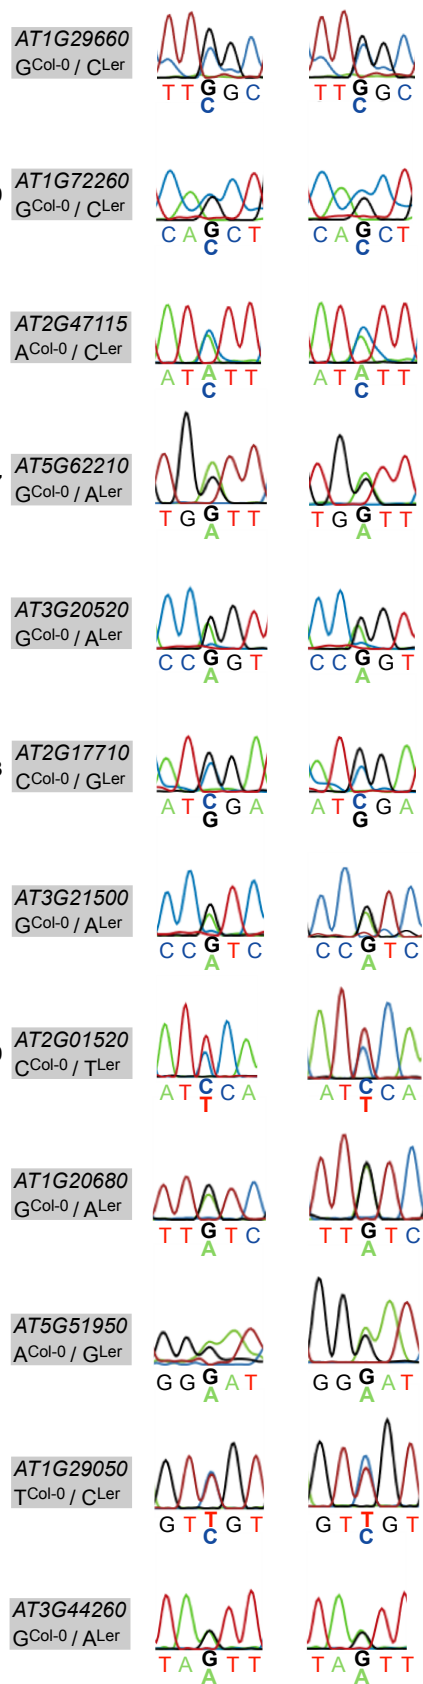 AT1G29660
GCol-0 / CLer
T T G G C T T G G C
C C
AT1G72260
GCol-0 / CLer
C A G C T C A G C T
C C
AT2G47115
ACol-0 / CLer
A T A T T A T A T T
C C
AT5G62210
GCol-0 / ALer
T G G T T T G G T T
A A
AT3G20520
GCol-0 / ALer
C C G G T C C G G T
A A
AT2G17710
CCol-0 / GLer
A T C G A A T C G A
G G
AT3G21500
GCol-0 / ALer
C C G T C C C G T C
A A
AT2G01520
CCol-0 / TLer
A T C C A A T C C A
T T
AT1G20680
GCol-0 / ALer
T T G T C T T G T C
A A
AT5G51950
ACol-0 / GLer
G G G A T G G G A T
A A
AT1G29050
TCol-0 / CLer
G T T G T G T T G T
C C
AT3G44260
GCol-0 / ALer
T A G T T T A G T T
A A